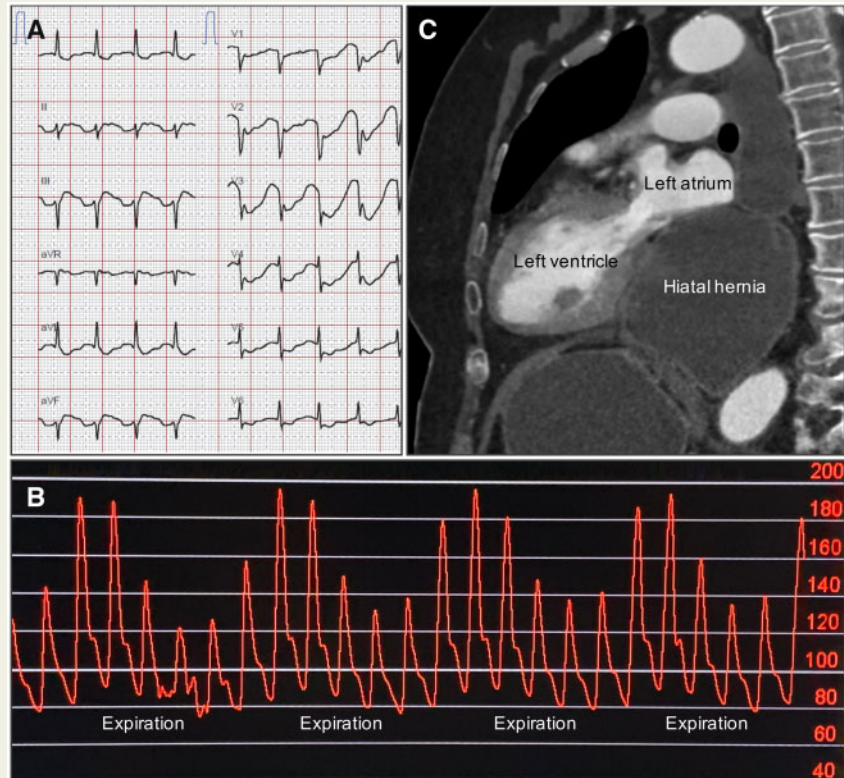 A
V1
II
V2
III
V3
aVR
V4
aVL
V5
aVF
V6
C
Left atrium
Left ventricle
Hiatal hernia
B
200
180
160
140
120
100
80
60
40
Expiration Expiration Expiration Expiration